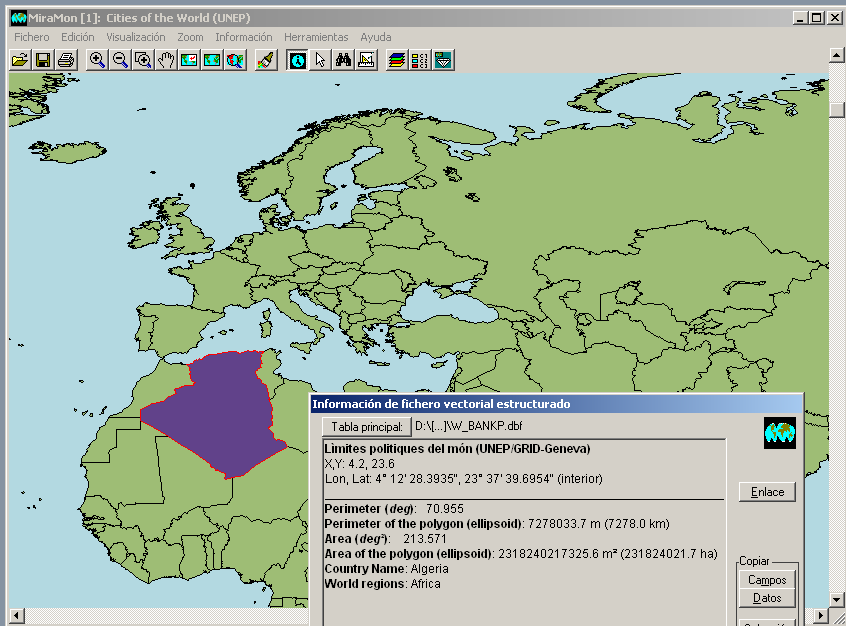 MiraMon [1]: Cities of the World (UNEP)
Fichero Edición Visualización Zoom Información Herramientas Ayuda
Información de fichero vectorial estructurado
Tabla principal: D:\[...]\W_BANKP.dbf
Límites polítiques del món (UNEP/GRID-Geneva)
X,Y: 4.2, 23.6
Lon, Lat: 4° 12' 28.3935", 23° 37' 39.6954" (interior)
Enlace
Perimeter (deg): 70.955
Perimeter of the polygon (ellipsoid): 7278033.7 m (7278.0 km)
Area (deg²): 213.571
Area of the polygon (ellipsoid): 2318240217325.6 m² (231824021.7 ha)
Country Name: Algeria
World regions: Africa
Copiar
Campos
Datos